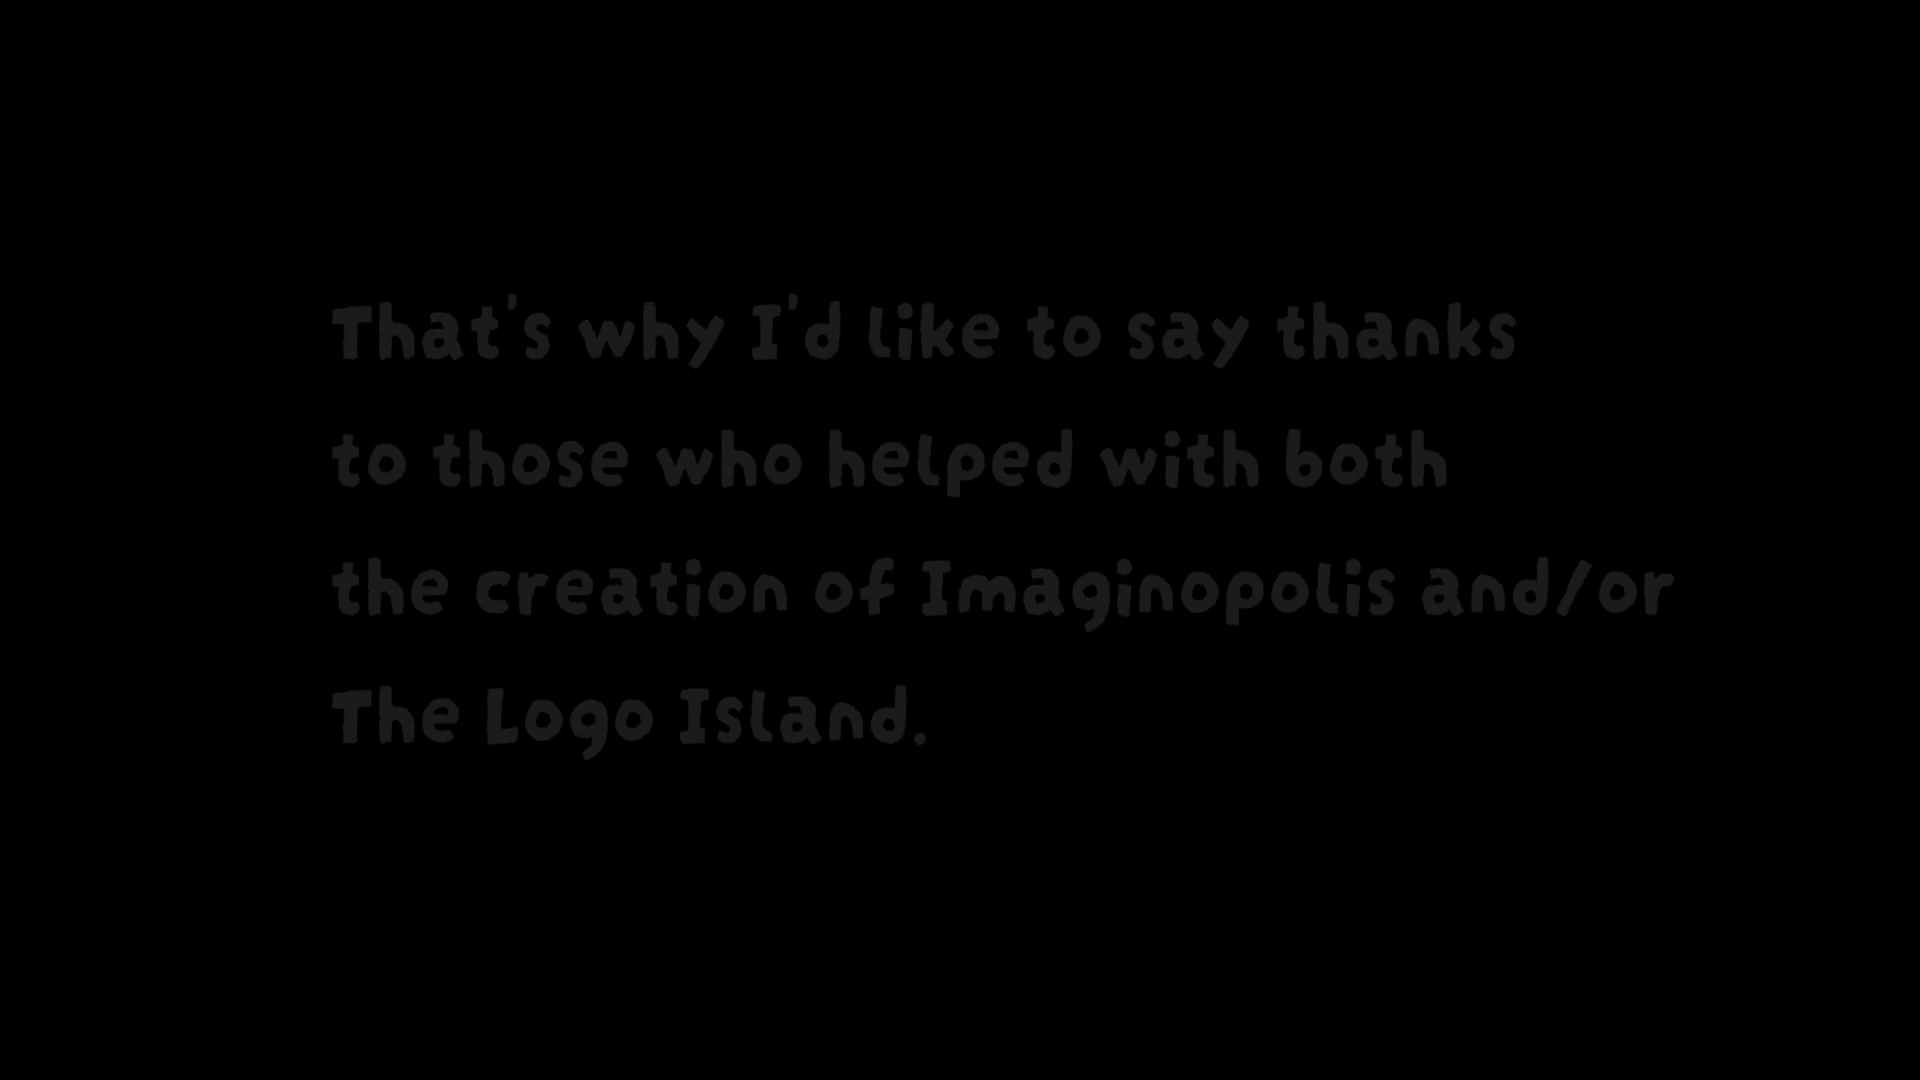 That's why I'd like to say thanks
to those who helped with both
the creation of Imaginopolis and/or
The Logo Island.